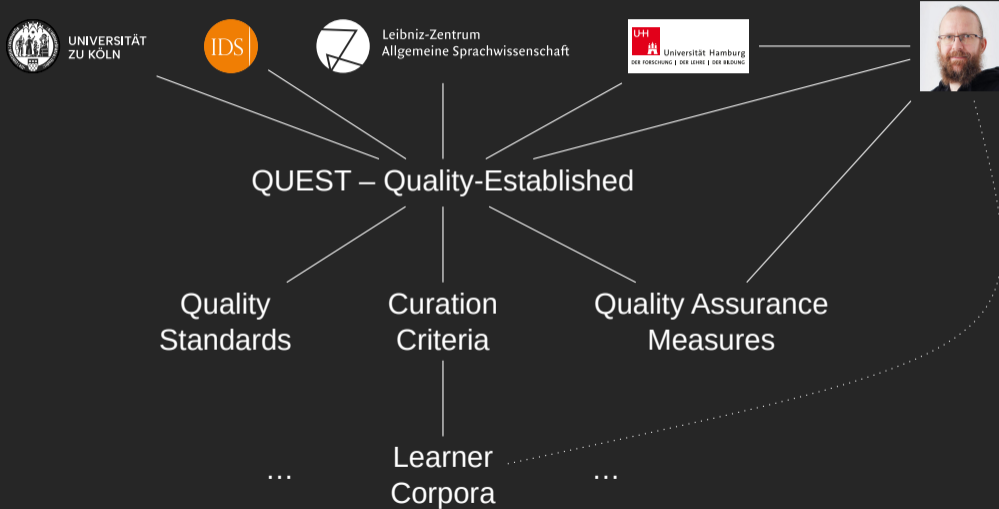 UNIVERSITÄT
ZU KÖLN
IDS
Leibniz-Zentrum
Allgemeine Sprachwissenschaft
UH
Universität Hamburg
DER FORSCHUNG | DER LEHRE | DER BILDUNG
QUEST – Quality-Established
Quality
Standards
Curation
Criteria
Quality Assurance
Measures
...
Learner
Corpora
...